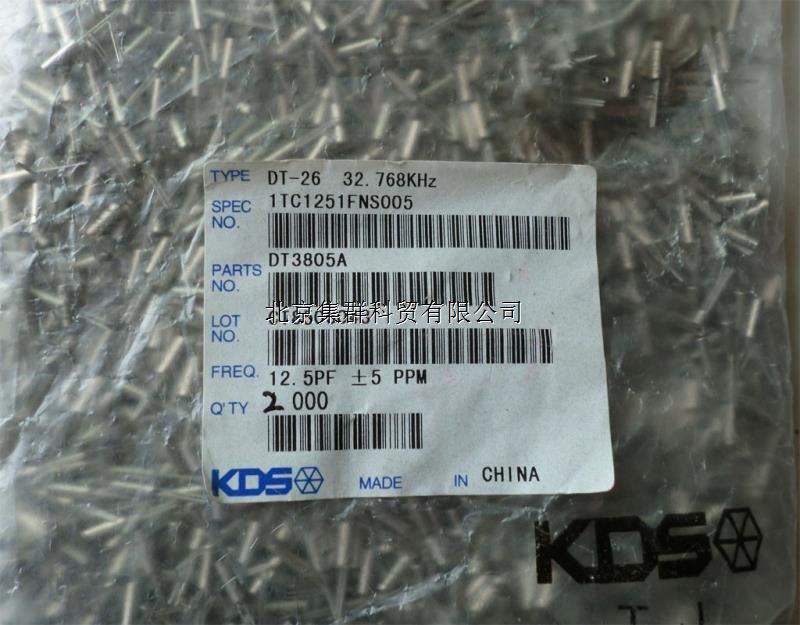 TYPE DT-26 32.768KHz
SPEC NO. 1TC1251FNS005
PARTS NO. DT3805A
北京集群科贸有限公司
LOT NO.
FREQ. 12.5PF ±5 PPM
Q'TY 2 000
KDS MADE IN CHINA
KDS